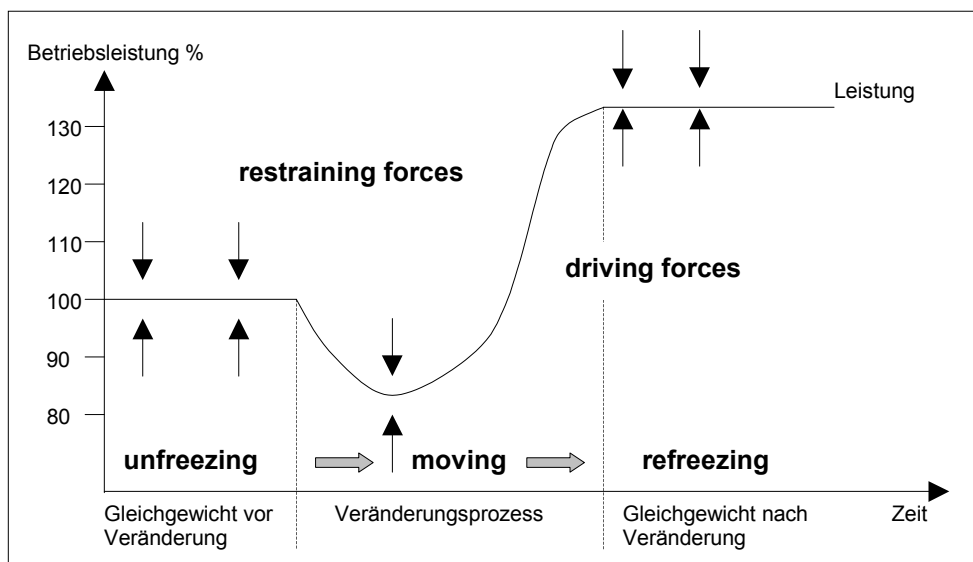 Betriebsleistung %
Leistung
130
restraining forces
120
110
driving forces
100
90
80
unfreezing
moving
refreezing
Gleichgewicht vor
Veränderung
Veränderungsprozess
Gleichgewicht nach
Veränderung
Zeit